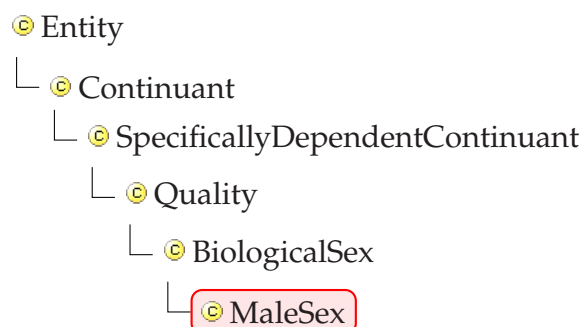 C Entity
C Continuant
C SpecificallyDependentContinuant
C Quality
C BiologicalSex
C MaleSex